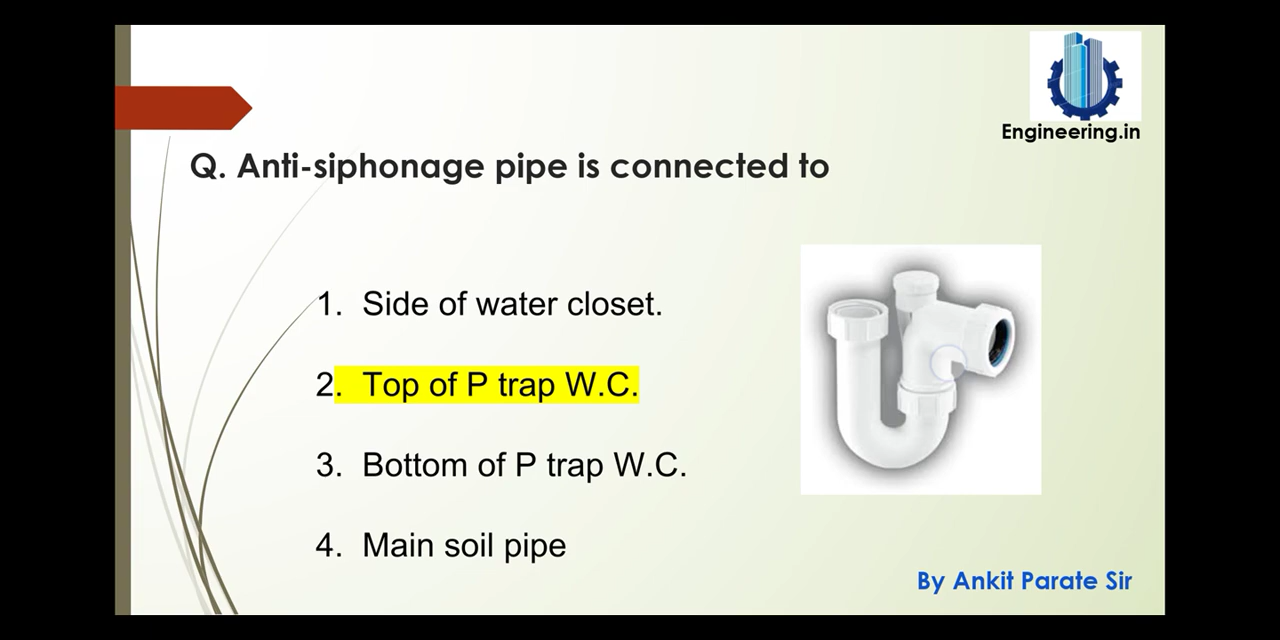 Engineering.in
Q. Anti-siphonage pipe is connected to
1. Side of water closet.
2. Top of P trap W.C.
3. Bottom of P trap W.C.
4. Main soil pipe
By Ankit Parate Sir